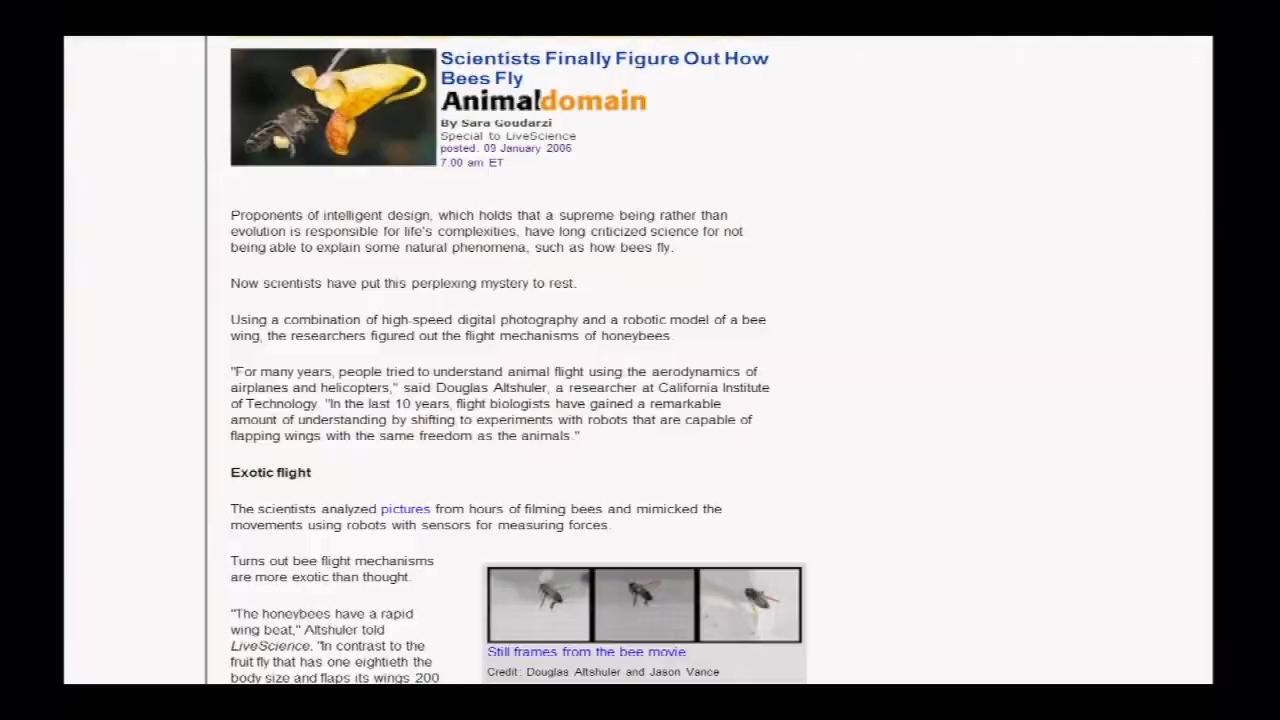 Scientists Finally Figure Out How
Bees Fly
Animaldomain
By Sara Goudarzi
Special to LiveScience
posted: 09 January 2006
7:00 am ET
Proponents of intelligent design, which holds that a supreme being rather than
evolution is responsible for life's complexities, have long criticized science for not
being able to explain some natural phenomena, such as how bees fly.
Now scientists have put this perplexing mystery to rest.
Using a combination of high-speed digital photography and a robotic model of a bee
wing, the researchers figured out the flight mechanisms of honeybees.
"For many years, people tried to understand animal flight using the aerodynamics of
airplanes and helicopters," said Douglas Altshuler, a researcher at California Institute
of Technology. "In the last 10 years, flight biologists have gained a remarkable
amount of understanding by shifting to experiments with robots that are capable of
flapping wings with the same freedom as the animals."
Exotic flight
The scientists analyzed pictures from hours of filming bees and mimicked the
movements using robots with sensors for measuring forces.
Turns out bee flight mechanisms
are more exotic than thought.
"The honeybees have a rapid
wing beat," Altshuler told
LiveScience. "In contrast to the
fruit fly that has one eightieth the
body size and flaps its wings 200
Still frames from the bee movie.
Credit: Douglas Altshuler and Jason Vance